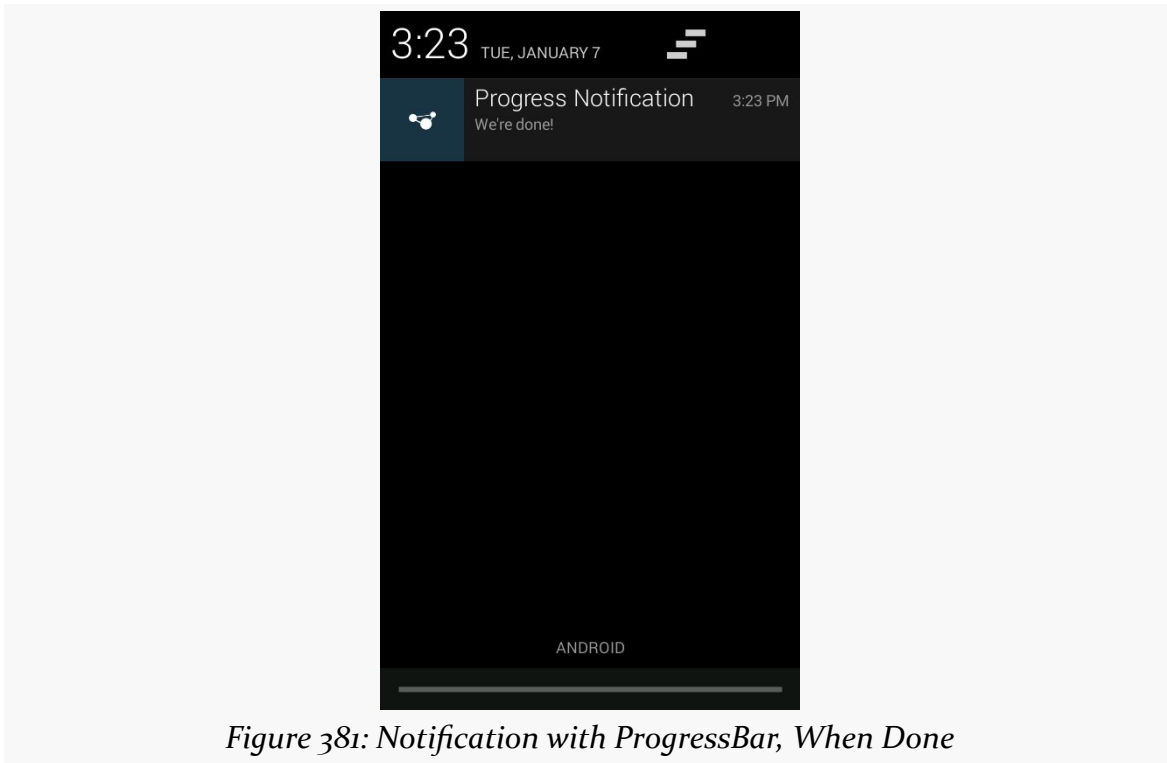 3:23 TUE, JANUARY 7
Progress Notification 3:23 PM
We're done!
ANDROID
Figure 381: Notification with ProgressBar, When Done